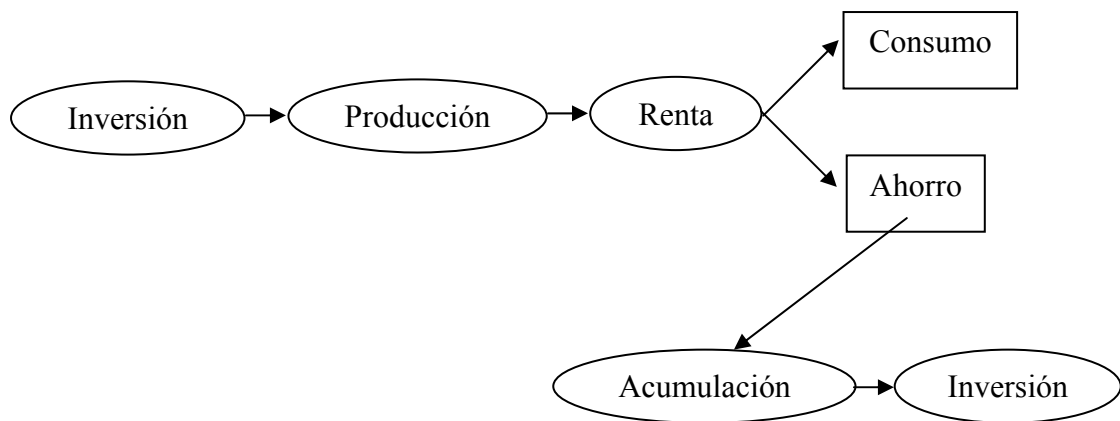 Consumo
Inversión
Producción
Renta
Ahorro
Acumulación
Inversión